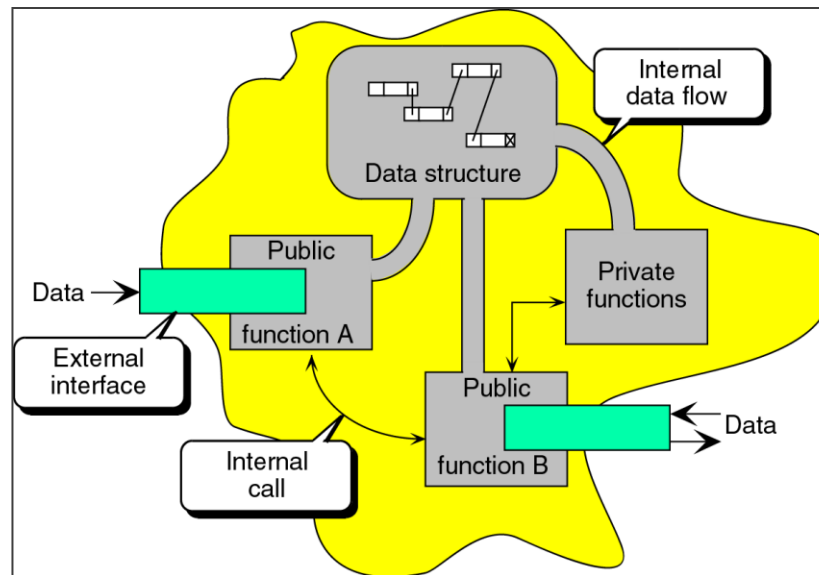 Internal
data flow
Data structure
Public
function A
Private
functions
Data
External
interface
Public
function B
Data
Internal
call